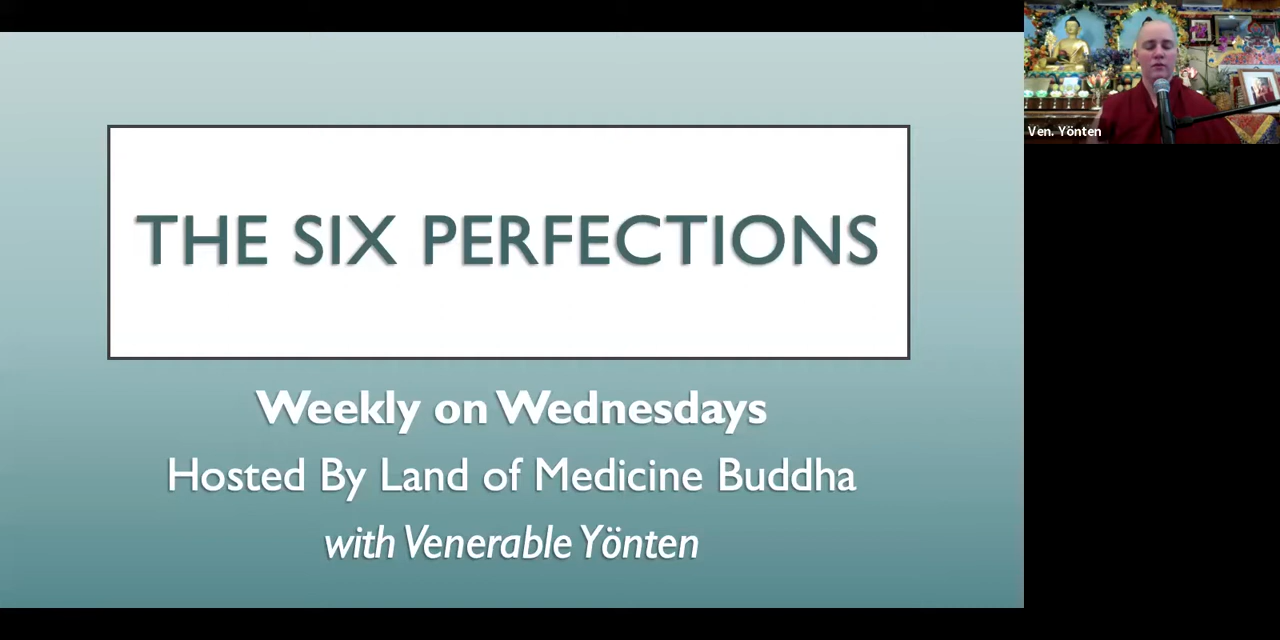 THE SIX PERFECTIONS
Weekly on Wednesdays
Hosted By Land of Medicine Buddha
with Venerable Yönten
Ven. Yönten